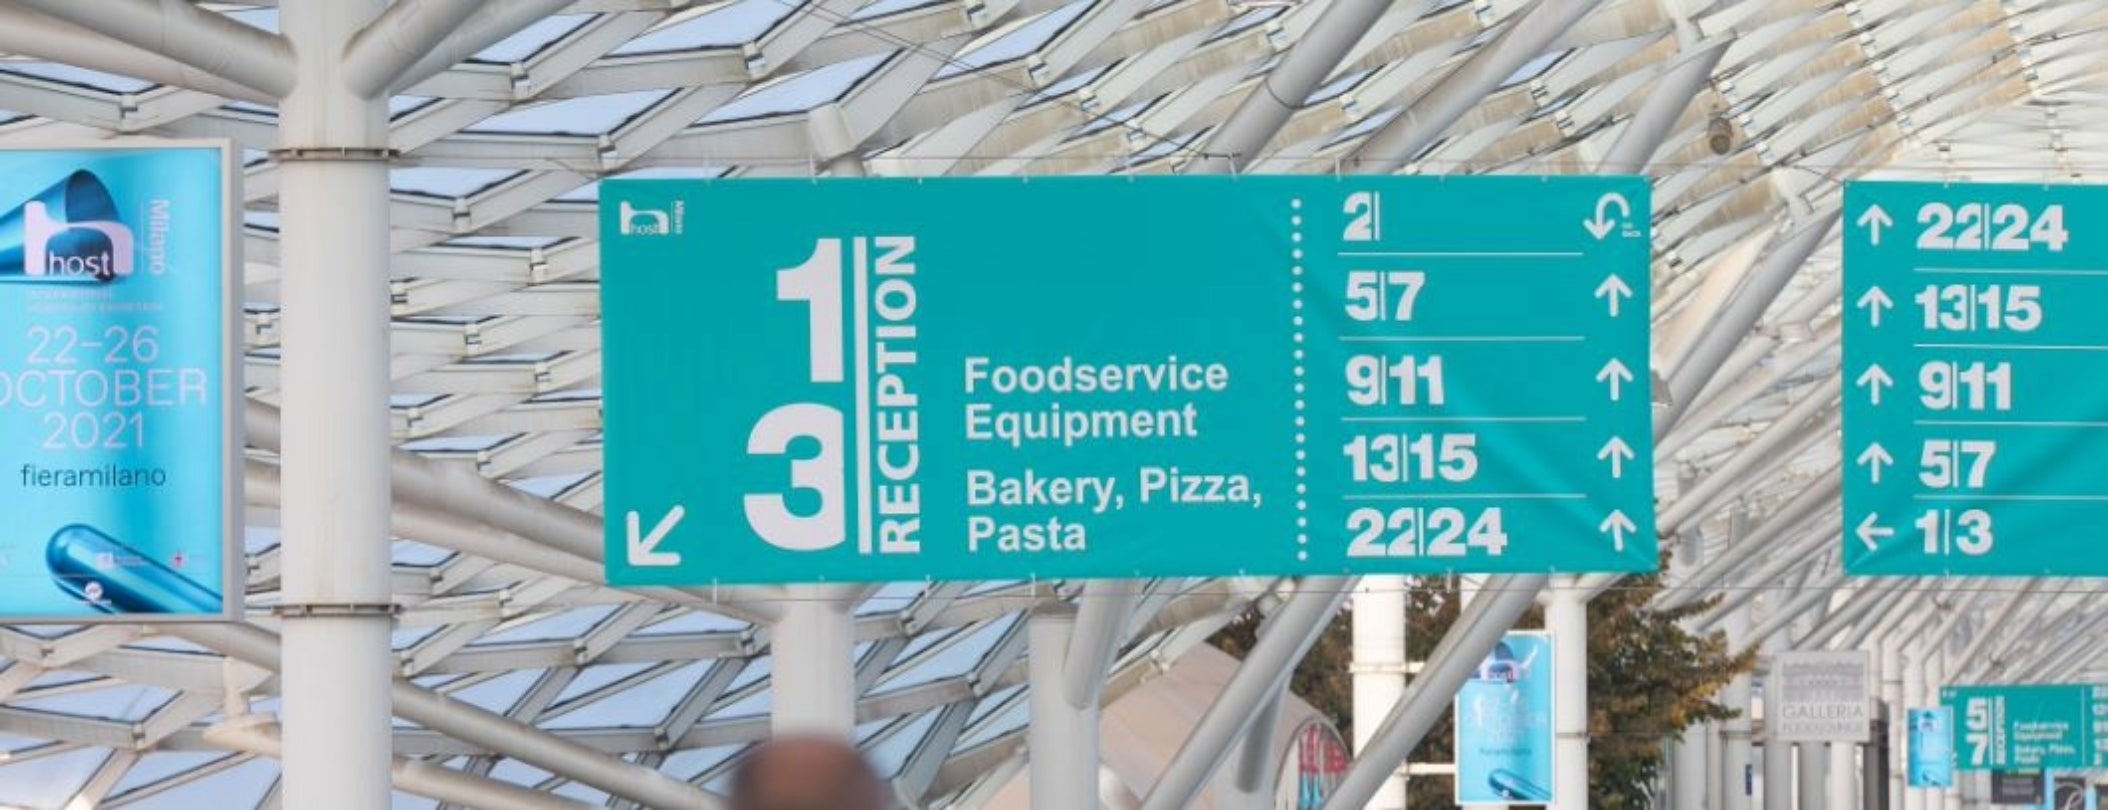 host
Milano
22-26
OCTOBER
2021
fieramilano
host
Milano
1
3
RECEPTION
Foodservice
Equipment
Bakery, Pizza,
Pasta
2|
5|7
9|11
13|15
22|24
22|24
13|15
9|11
5|7
1|3
host
GALLERIA
5
7
Foodservice
Equipment
Bakery, Pizza,
Pasta